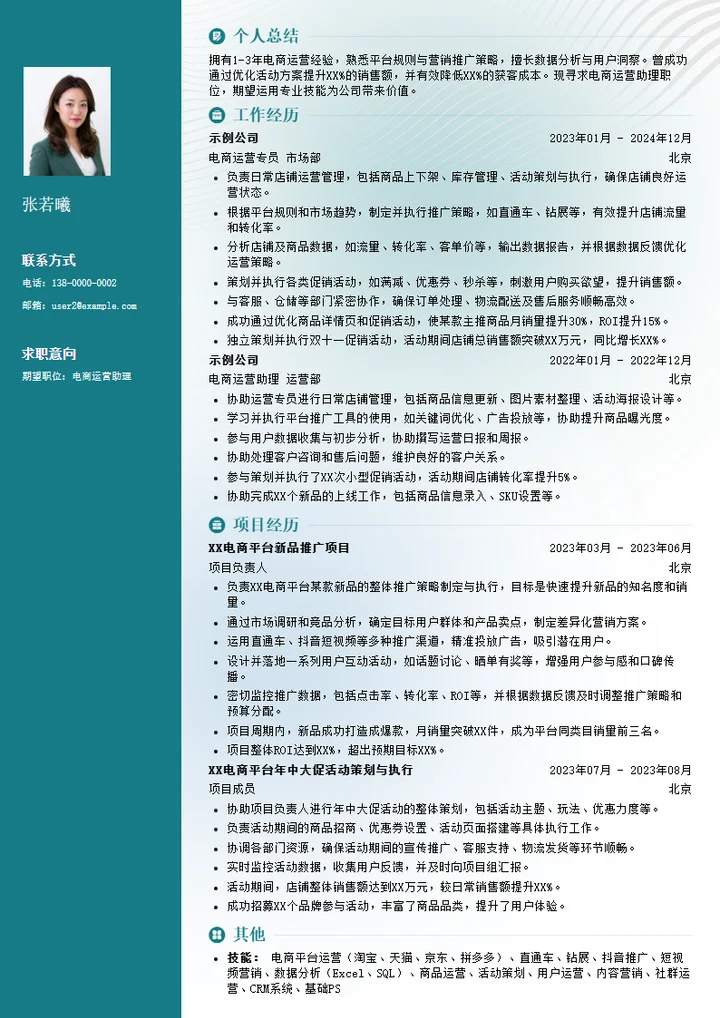 张若曦
联系方式
电话：138-0000-0002
邮箱：user2@example.com
求职意向
期望职位：电商运营助理
个人总结
拥有1-3年电商运营经验，熟悉平台规则与营销推广策略，擅长数据分析与用户洞察。曾成功
通过优化活动方案提升XX%的销售额，并有效降低XX%的获客成本。现寻求电商运营助理职
位，期望运用专业技能为公司带来价值。
工作经历
示例公司 2023年01月 - 2024年12月
电商运营专员 市场部 北京
• 负责日常店铺运营管理，包括商品上下架、库存管理、活动策划与执行，确保店铺良好运
营状态。
• 根据平台规则和市场趋势，制定并执行推广策略，如直通车、钻展等，有效提升店铺流量
和转化率。
• 分析店铺及商品数据，如流量、转化率、客单价等，输出数据报告，并根据数据反馈优化
运营策略。
• 策划并执行各类促销活动，如满减、优惠券、秒杀等，刺激用户购买欲望，提升销售额。
• 与客服、仓储等部门紧密协作，确保订单处理、物流配送及售后服务顺畅高效。
• 成功通过优化商品详情页和促销活动，使某款主推商品月销量提升30%，ROI提升15%。
• 独立策划并执行双十一促销活动，活动期间店铺总销售额突破XX万元，同比增长XX%。
示例公司 2022年01月 - 2022年12月
电商运营助理 运营部 北京
• 协助运营专员进行日常店铺管理，包括商品信息更新、图片素材整理、活动海报设计等。
• 学习并执行平台推广工具的使用，如关键词优化、广告投放等，协助提升商品曝光度。
• 参与用户数据收集与初步分析，协助撰写运营日报和周报。
• 协助处理客户咨询和售后问题，维护良好的客户关系。
• 参与策划并执行了XX次小型促销活动，活动期间店铺转化率提升5%。
• 协助完成XX个新品的上线工作，包括商品信息录入、SKU设置等。
项目经历
XX电商平台新品推广项目 2023年03月 - 2023年06月
项目负责人 北京
• 负责XX电商平台某款新品的整体推广策略制定与执行，目标是快速提升新品的知名度和销
量。
• 通过市场调研和竞品分析，确定目标用户群体和产品卖点，制定差异化营销方案。
• 运用直通车、抖音短视频等多种推广渠道，精准投放广告，吸引潜在用户。
• 设计并落地一系列用户互动活动，如话题讨论、晒单有奖等，增强用户参与感和口碑传
播。
• 密切监控推广数据，包括点击率、转化率、ROI等，并根据数据反馈及时调整推广策略和
预算分配。
• 项目周期内，新品成功打造成爆款，月销量突破XX件，成为平台同类目销量前三名。
• 项目整体ROI达到XX%，超出预期目标XX%。
XX电商平台年中大促活动策划与执行 2023年07月 - 2023年08月
项目成员 北京
• 协助项目负责人进行年中大促活动的整体策划，包括活动主题、玩法、优惠力度等。
• 负责活动期间的商品招商、优惠券设置、活动页面搭建等具体执行工作。
• 协调各部门资源，确保活动期间的宣传推广、客服支持、物流发货等环节顺畅。
• 实时监控活动数据，收集用户反馈，并及时向项目组汇报。
• 活动期间，店铺整体销售额达到XX万元，较日常销售额提升XX%。
• 成功招募XX个品牌参与活动，丰富了商品品类，提升了用户体验。
其他
• 技能： 电商平台运营（淘宝、天猫、京东、拼多多）、直通车、钻展、抖音推广、短视
频营销、数据分析（Excel、SQL）、商品运营、活动策划、用户运营、内容营销、社群运
营、CRM系统、基础PS